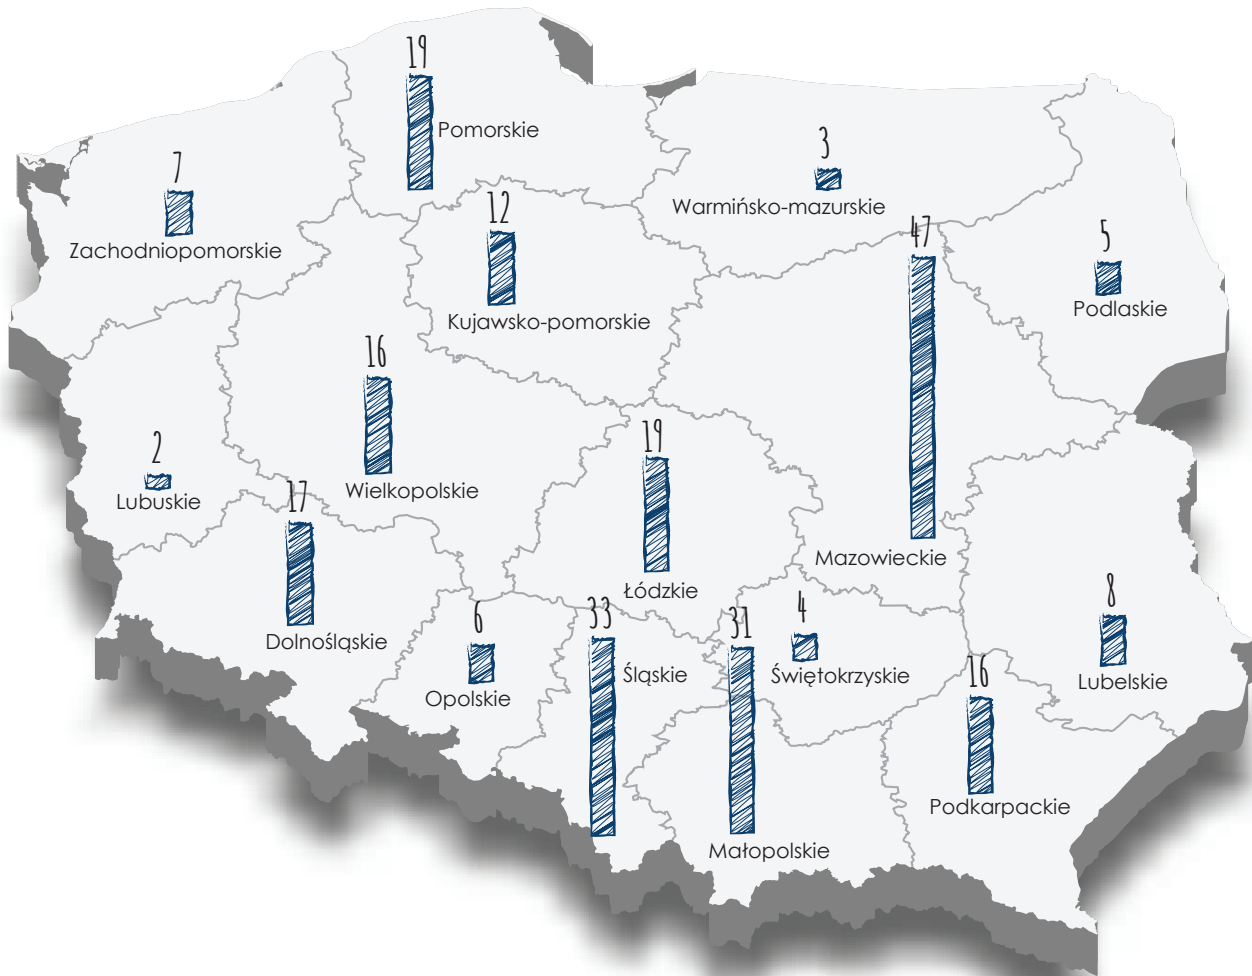 19
Pomorskie
3
Warmińsko-mazurskie
7
Zachodniopomorskie
12
Kujawsko-pomorskie
47
Mazowieckie
5
Podlaskie
16
Wielkopolskie
2
Lubuskie
19
Łódzkie
17
Dolnośląskie
6
Opolskie
33
Śląskie
31
Małopolskie
4
Świętokrzyskie
8
Lubelskie
16
Podkarpackie